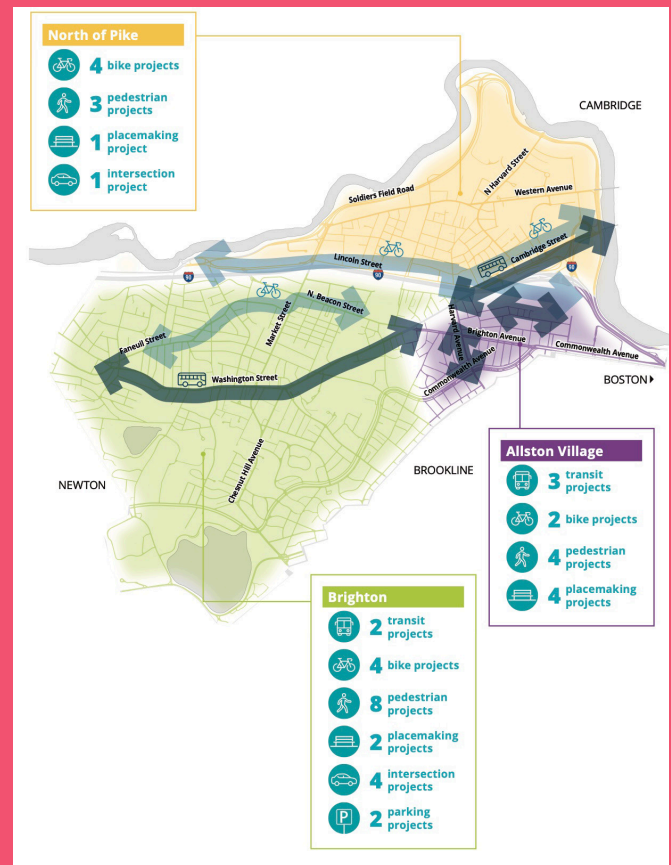 North of Pike
4 bike projects
3 pedestrian
projects
1 placemaking
project
1 intersection
project
CAMBRIDGE
N Harvard Street
Soldiers Field Road
Western Avenue
Cambridge Street
Lincoln Street
90
90
90
N. Beacon Street
Market Street
Faneuil Street
Harvard Avenue
Brighton Avenue
Commonwealth Avenue
Commonwealth Avenue
Washington Street
BOSTON
Chesnut Hill Avenue
BROOKLINE
NEWTON
Allston Village
3 transit
projects
2 bike projects
4 pedestrian
projects
4 placemaking
projects
Brighton
2 transit
projects
4 bike projects
8 pedestrian
projects
2 placemaking
projects
4 intersection
projects
P
2 parking
projects